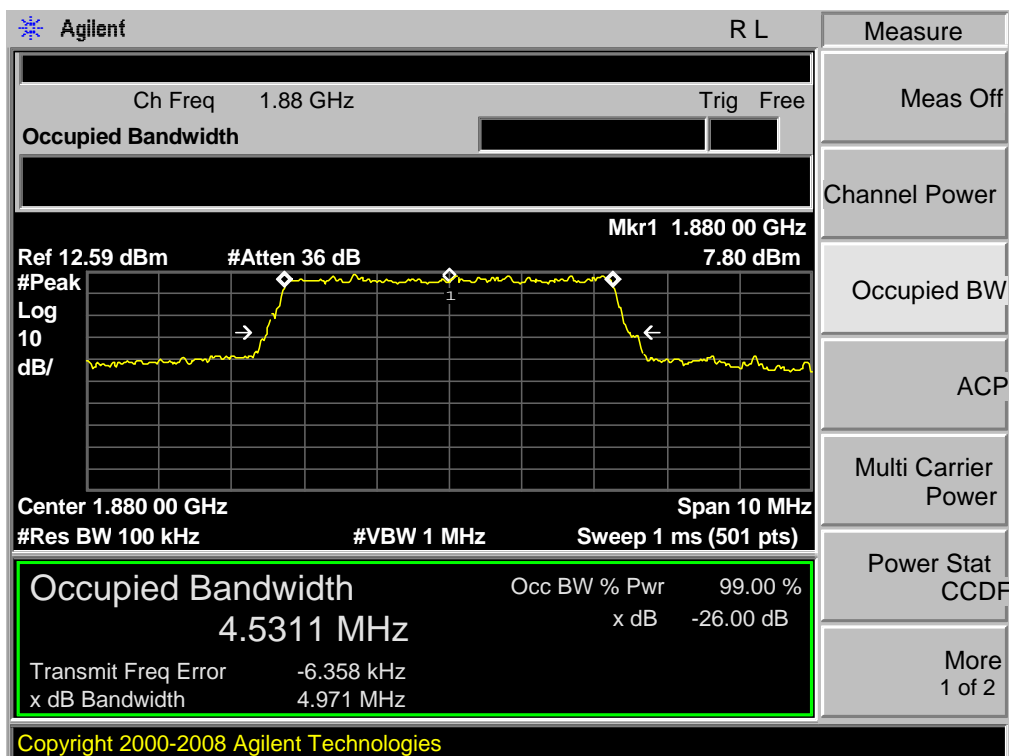 Agilent R L Measure
Ch Freq 1.88 GHz Trig Free
Occupied Bandwidth
Meas Off
Channel Power
Mkr1 1.880 00 GHz
Ref 12.59 dBm #Atten 36 dB 7.80 dBm
#Peak
Log
10
dB/
1
Occupied BW
ACP
Multi Carrier
Power
Center 1.880 00 GHz Span 10 MHz
#Res BW 100 kHz #VBW 1 MHz Sweep 1 ms (501 pts)
Occupied Bandwidth Occ BW % Pwr 99.00 %
4.5311 MHz x dB -26.00 dB
Transmit Freq Error -6.358 kHz
x dB Bandwidth 4.971 MHz
Power Stat
CCDF
More
1 of 2
Copyright 2000-2008 Agilent Technologies